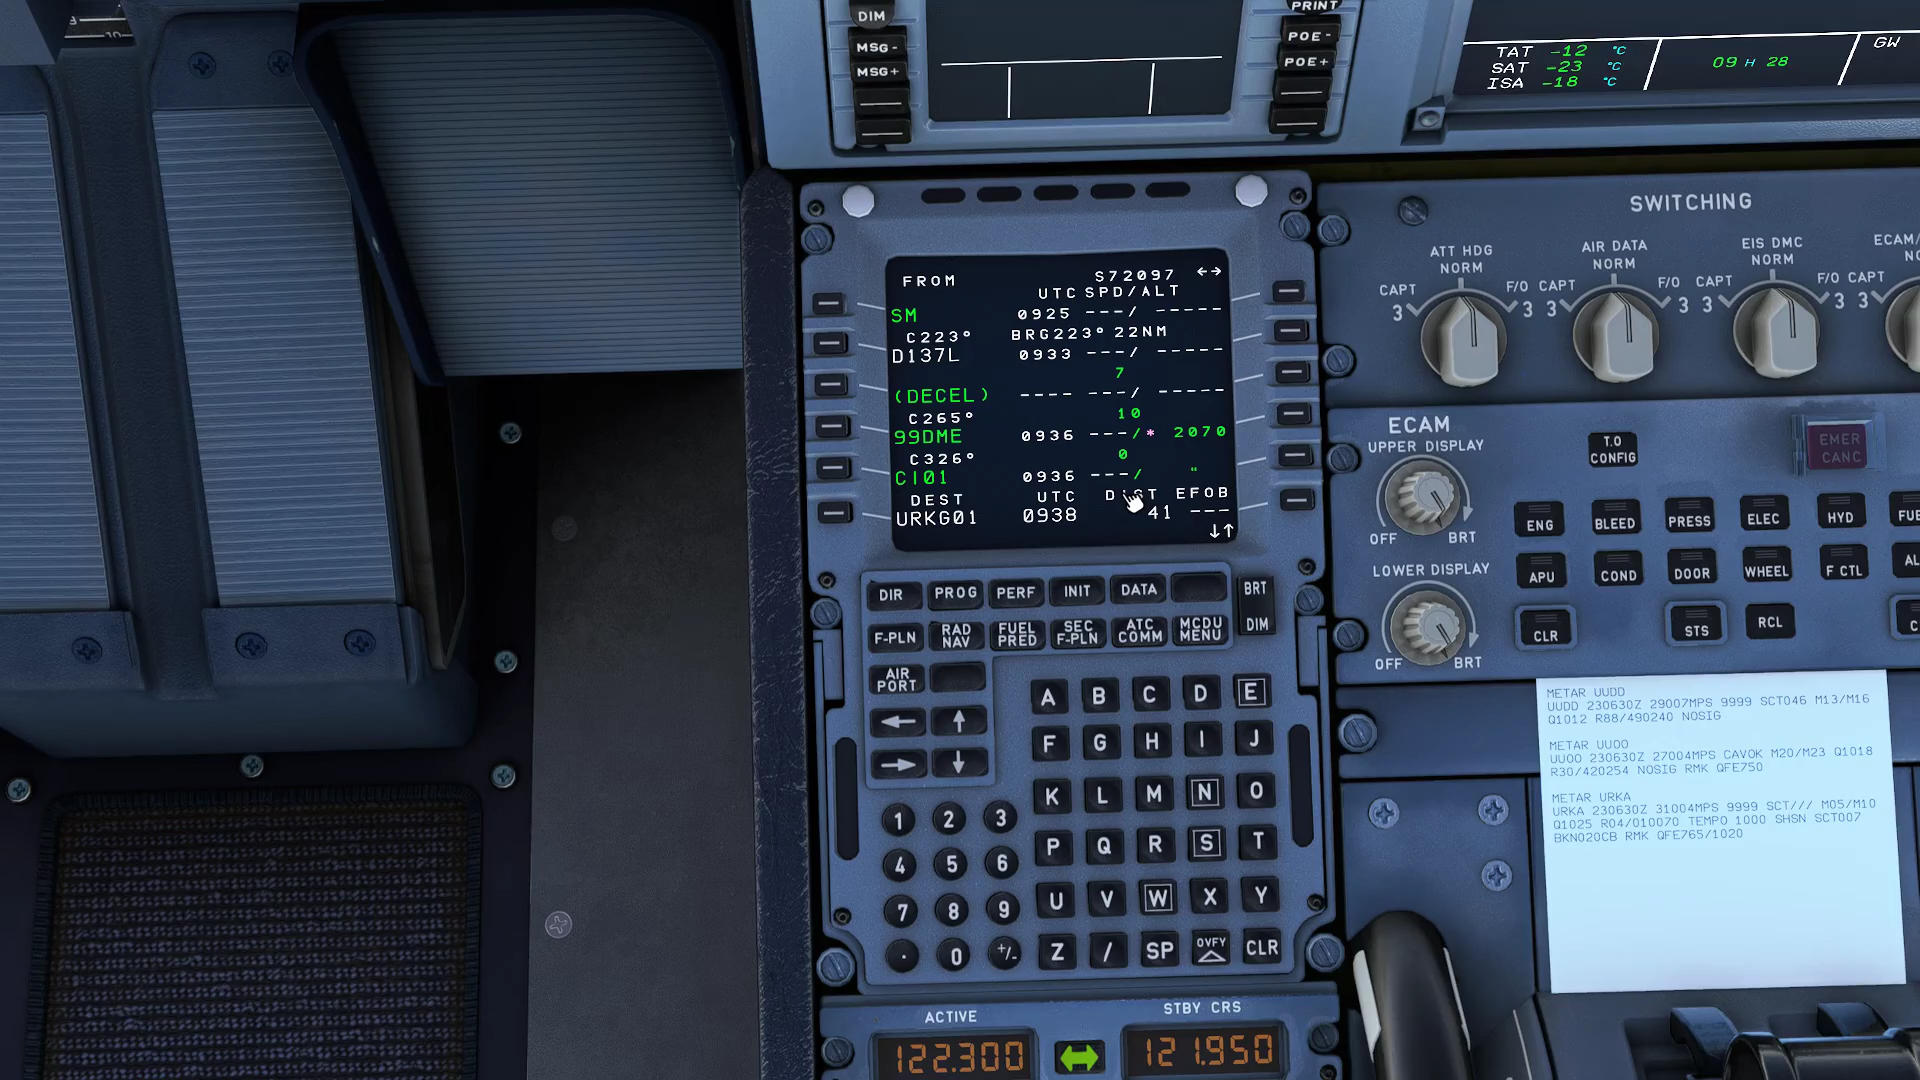 DIM
MSG-
MSG+
PRINT
POE-
POE+
TAT -12 °C
SAT -23 °C
ISA -18 °C
09 H 28
GW
FROM S72097 ←→
UTC SPD/ALT
SM 0925 ---/ -----
C223° BRG223° 22NM
D137L 0933 ---/ -----
7
(DECEL) ---- ---/ -----
C265° 10
99DME 0936 ---/* 2070
C326° 0
CI01 0936 ---/ "
DEST UTC DIST EFOB
URKG01 0938 41 ---
↓↑
DIR PROG PERF INIT DATA
BRT
DIM
F-PLN RAD NAV FUEL PRED SEC F-PLN ATC COMM MCDU MENU
AIR PORT
← ↑
→ ↓
A B C D E
F G H I J
K L M N O
P Q R S T
U V W X Y
Z / SP OVFY CLR
1 2 3
4 5 6
7 8 9
. 0 +/-
ACTIVE STBY CRS
122.300 121.950
SWITCHING
ATT HDG NORM
CAPT 3 F/O 3
AIR DATA NORM
CAPT 3 F/O 3
EIS DMC NORM
CAPT 3 F/O 3
ECAM/
CAPT 3
ECAM
UPPER DISPLAY
OFF BRT
LOWER DISPLAY
OFF BRT
T.O CONFIG
EMER CANC
ENG BLEED PRESS ELEC HYD
APU COND DOOR WHEEL F CTL
CLR STS RCL
METAR UUDD
UUDD 230630Z 29007MPS 9999 SCT046 M13/M16
Q1012 R88/490240 NOSIG
METAR UUOO
UUOO 230630Z 27004MPS CAVOK M20/M23 Q1018
R30/420254 NOSIG RMK QFE750
METAR URKA
URKA 230630Z 31004MPS 9999 SCT/// M05/M10
Q1025 R04/010070 TEMPO 1000 SHSN SCT007
BKN020CB RMK QFE765/1020